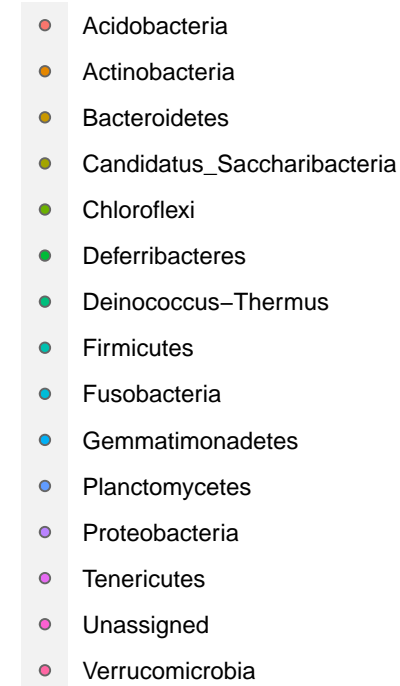 Acidobacteria
Actinobacteria
Bacteroidetes
Candidatus_Saccharibacteria
Chloroflexi
Deferribacteres
Deinococcus−Thermus
Firmicutes
Fusobacteria
Gemmatimonadetes
Planctomycetes
Proteobacteria
Tenericutes
Unassigned
Verrucomicrobia